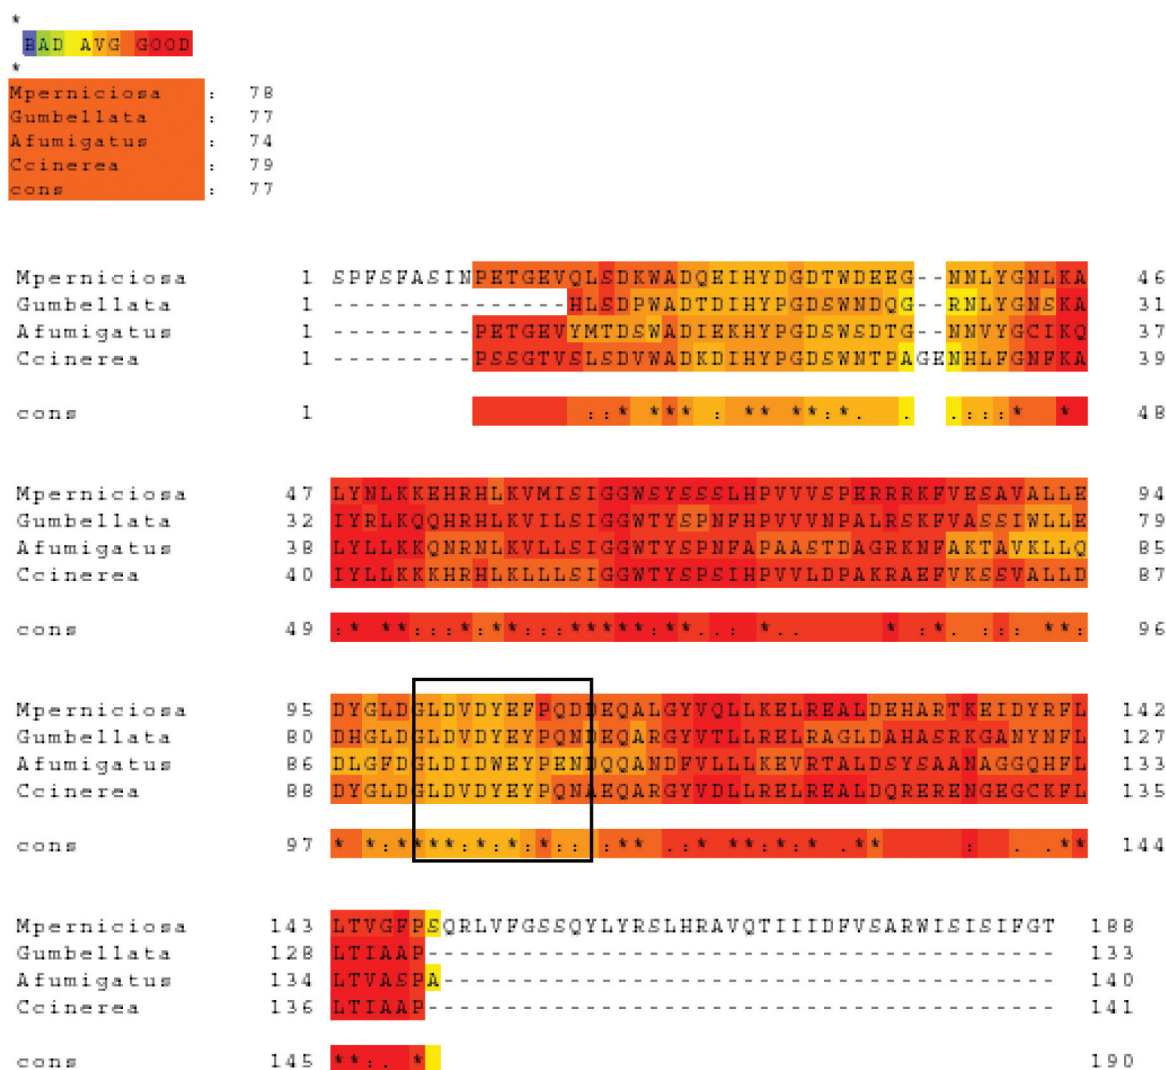 *
BAD AVG GOOD
*
Mperniciosa : 78
Gumbellata : 77
Afumigatus : 74
Ccinerea : 79
cons : 77
Mperniciosa 1 SPFSFASINPETGEVQLSDKWADQEIHYDGDTWDEEG--NNLYGNLKA 46
Gumbellata 1 ---------------HLSDPWADTDIHYPGDSWNDQG--RNLYGNSKA 31
Afumigatus 1 ---------PETGEVYMTDSWADIEKHYPGDSWSDTG--NNVYGCIKQ 37
Ccinerea 1 ---------PSSGTVSLSDVWADKDIHYPGDSWNTPAGENHLFGNFKA 39
cons 1 ::* *** : ** **:*. . .:::* * 48
Mperniciosa 47 LYNLKKEHRHLKVMISIGGWSYSSSLHPVVVSPERRRKFVESAVALLE 94
Gumbellata 32 IYRLKQQHRHLKVILSIGGWTYSPNFHPVVVNPALRSKFVASSIWLLE 79
Afumigatus 38 LYLLKKQNRNLKVLLSIGGWTYSPNFAPAASTDAGRKNFAKTAVKLLQ 85
Ccinerea 40 IYLLKKKHRHLKLLLSIGGWTYSPSIHPVVLDPAKRAEFVKSSVALLD 87
cons 49 :* **:::*:**:::******:**..: *.. * :*. ::: **: 96
Mperniciosa 95 DYGLDGLDVDYEFPQDDEQALGYVQLLKELREALDEHARTKEIDYRFL 142
Gumbellata 80 DHGLDGLDVDYEYPQNDEQARGYVTLLRELRAGLDAHASRKGANYNFL 127
Afumigatus 86 DLGFDGLDIDWEYPENDQQANDFVLLLKEVRTALDSYSAANAGGQHFL 133
Ccinerea 88 DYGLDGLDVDYEYPQNAEQARGYVDLLRELREALDQRERENGEGCKFL 135
cons 97 * *:****:*:*:*:: :** .:* **:*:* .** : . .** 144
Mperniciosa 143 LTVGFPSQRLVFGSSQYLYRSLHRAVQTIIIDFVSARWISISIFGT 188
Gumbellata 128 LTIAAP---------------------------------------- 133
Afumigatus 134 LTVASPA--------------------------------------- 140
Ccinerea 136 LTIAAP---------------------------------------- 141
cons 145 **:. * 190